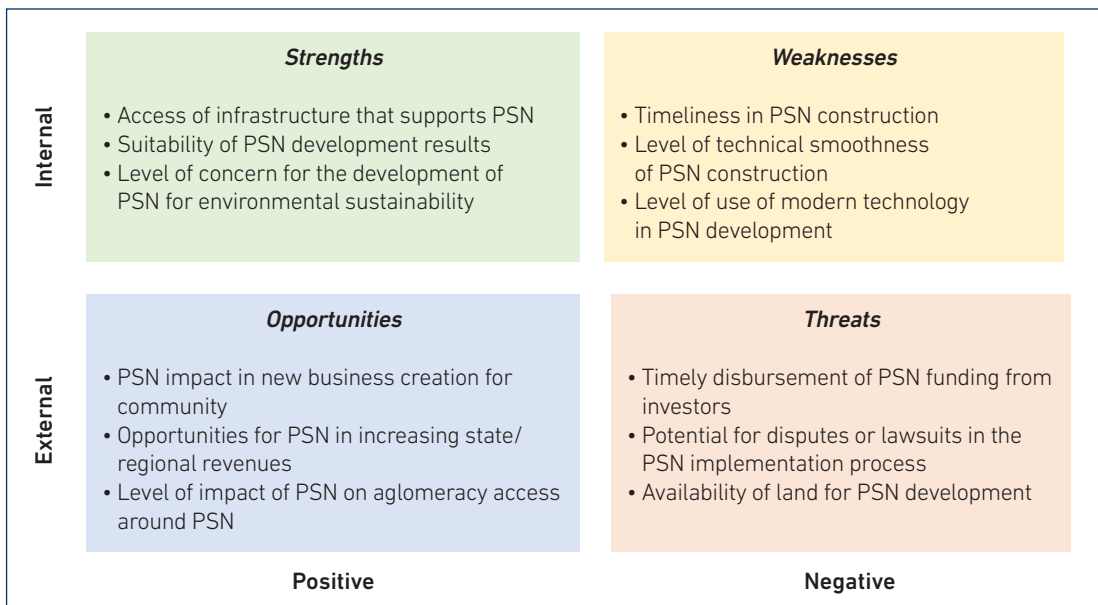 Internal
Strengths
• Access of infrastructure that supports PSN
• Suitability of PSN development results
• Level of concern for the development of
PSN for environmental sustainability
Weaknesses
• Timeliness in PSN construction
• Level of technical smoothness
of PSN construction
• Level of use of modern technology
in PSN development
External
Opportunities
• PSN impact in new business creation for
community
• Opportunities for PSN in increasing state/
regional revenues
• Level of impact of PSN on aglomeracy access
around PSN
Threats
• Timely disbursement of PSN funding from
investors
• Potential for disputes or lawsuits in the
PSN implementation process
• Availability of land for PSN development
Positive
Negative